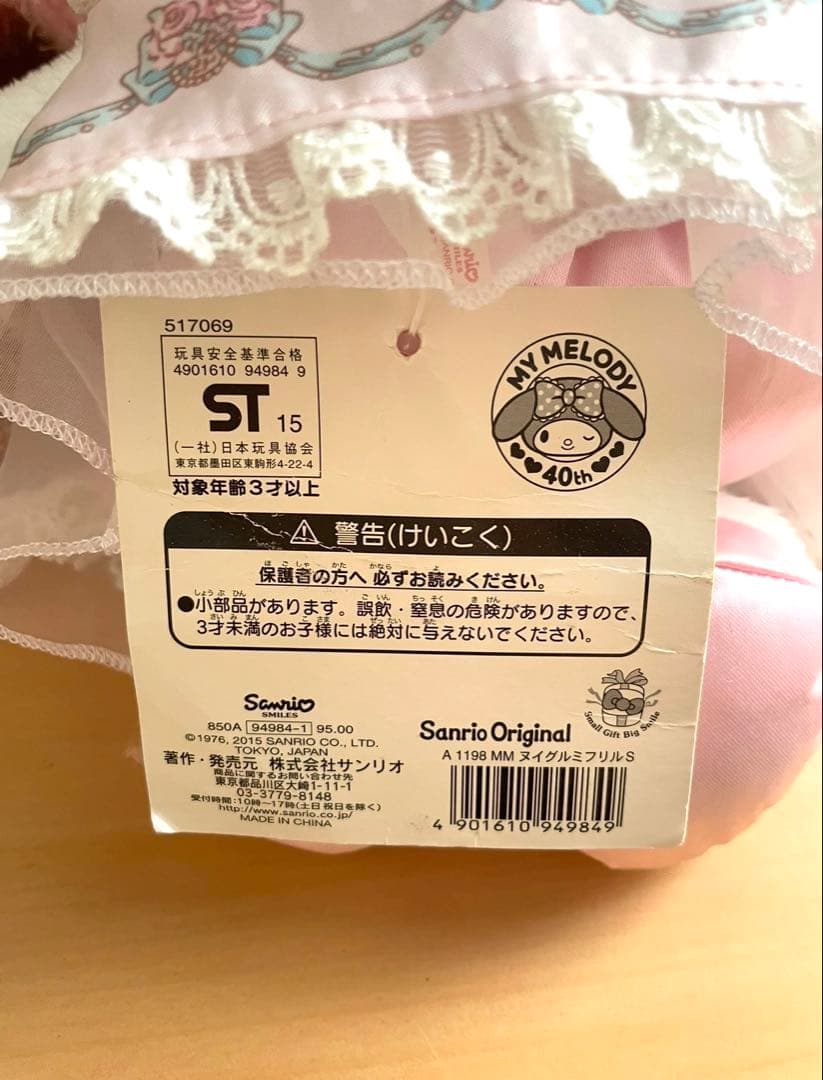 517069
玩具安全基準合格
4901610 94984 9
ST 15
(一社)日本玩具協会
東京都墨田区東駒形4-22-4
対象年齢3才以上
MY MELODY
40th
警告(けいこく)
保護者の方へ 必ずお読みください。
●小部品があります。誤飲・窒息の危険がありますので、
3才未満のお子様には絶対に与えないでください。
Sanrio
SMILES
850A 94984-1 95.00
©1976, 2015 SANRIO CO., LTD.
TOKYO, JAPAN
著作・発売元 株式会社サンリオ
商品に関するお問い合わせ先
東京都品川区大崎1-11-1
03-3779-8148
受付時間:10時〜17時(土日祝日を除く)
http://www.sanrio.co.jp/
MADE IN CHINA
Small Gift Big Smile
Sanrio Original
A 1198 MM ヌイグルミフリルS
4 901610 949849